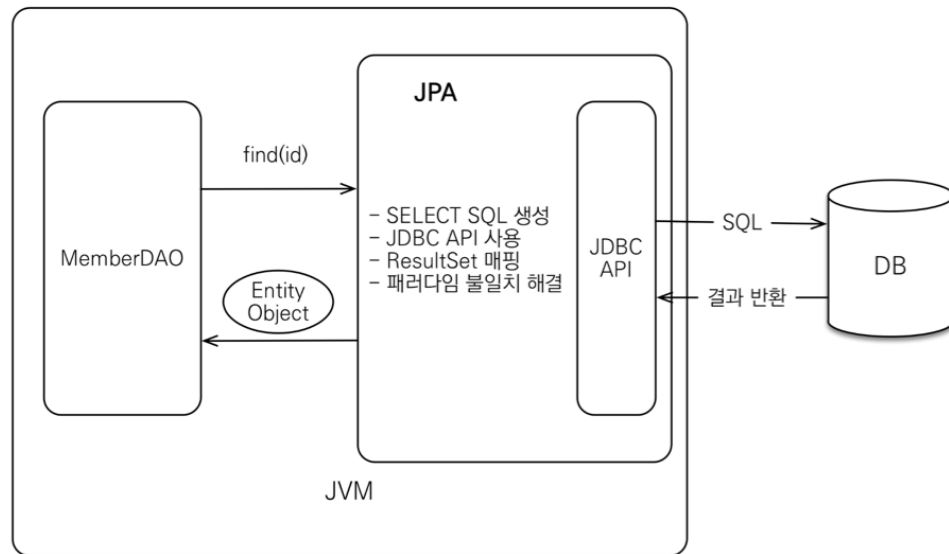 JPA
find(id)
MemberDAO
Entity
Object
- SELECT SQL 생성
- JDBC API 사용
- ResultSet 매핑
- 패러다임 불일치 해결
JDBC
API
SQL
결과 반환
DB
JVM